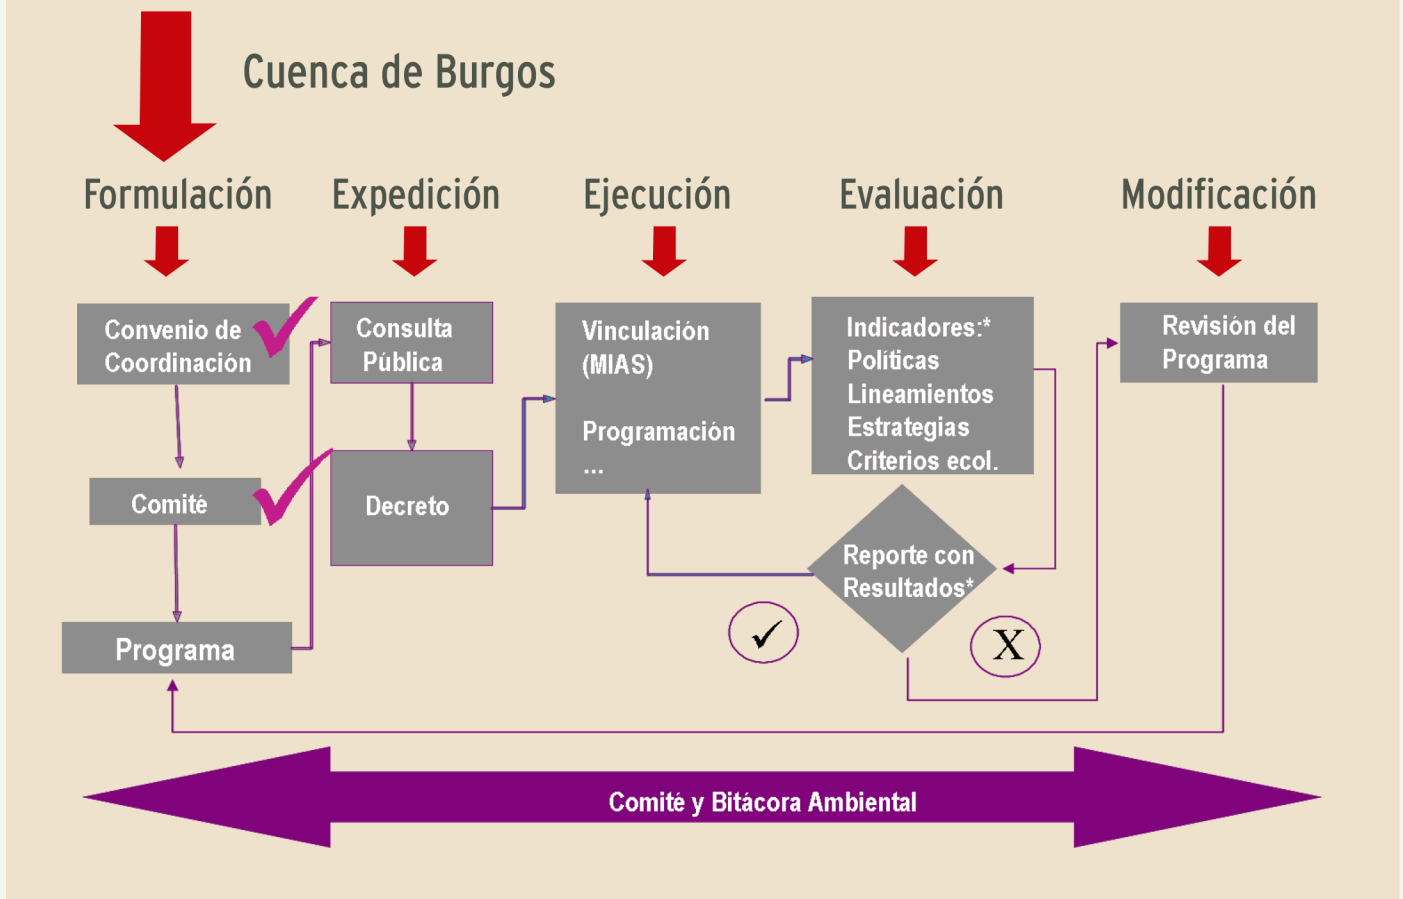 Cuenca de Burgos
Formulación
Expedición
Ejecución
Evaluación
Modificación
Convenio de
Coordinación
Comité
Programa
Consulta
Pública
Decreto
Vinculación
(MIAS)
Programación
...
Indicadores:*
Políticas
Lineamientos
Estrategias
Criterios ecol.
Reporte con
Resultados*
X
Revisión del
Programa
Comité y Bitácora Ambiental